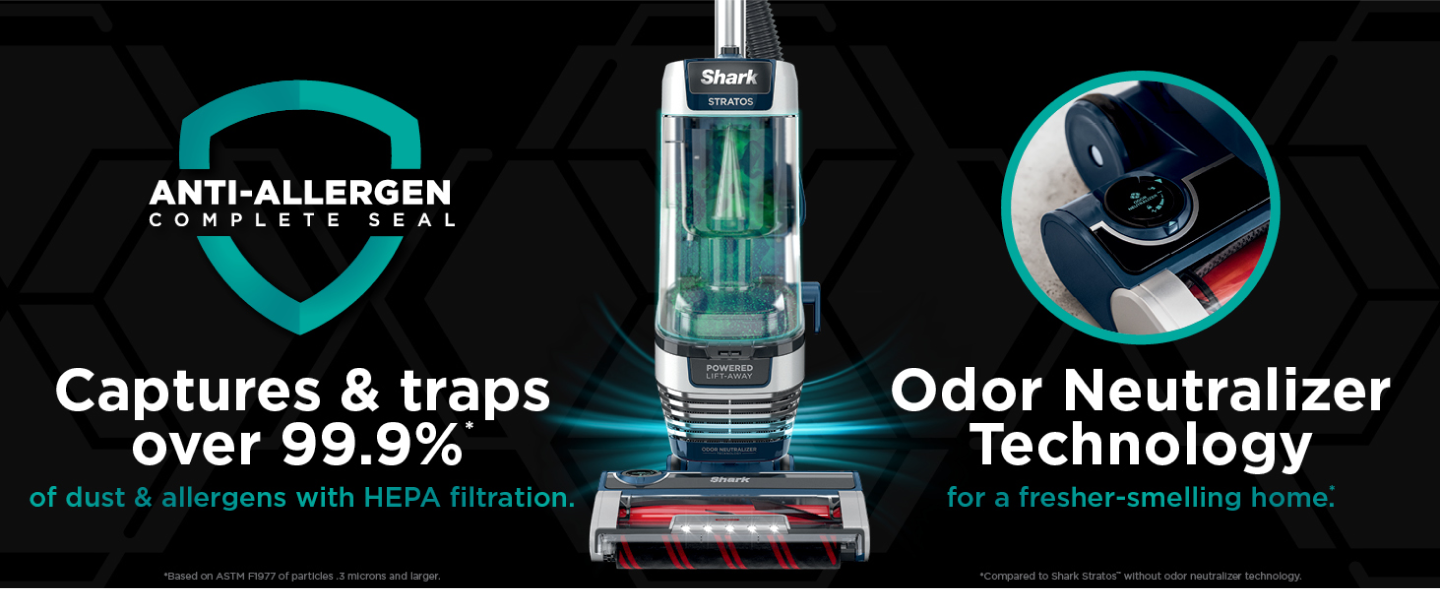 ANTI-ALLERGEN
COMPLETE SEAL
Captures & traps
over 99.9%*
of dust & allergens with HEPA filtration.
*Based on ASTM F1977 of particles .3 microns and larger.
Shark
STRATOS
POWERED
LIFT-AWAY
ODOR NEUTRALIZER
Shark
ODOR
NEUTRALIZER
Odor Neutralizer
Technology
for a fresher-smelling home.*
*Compared to Shark Stratos™ without odor neutralizer technology.